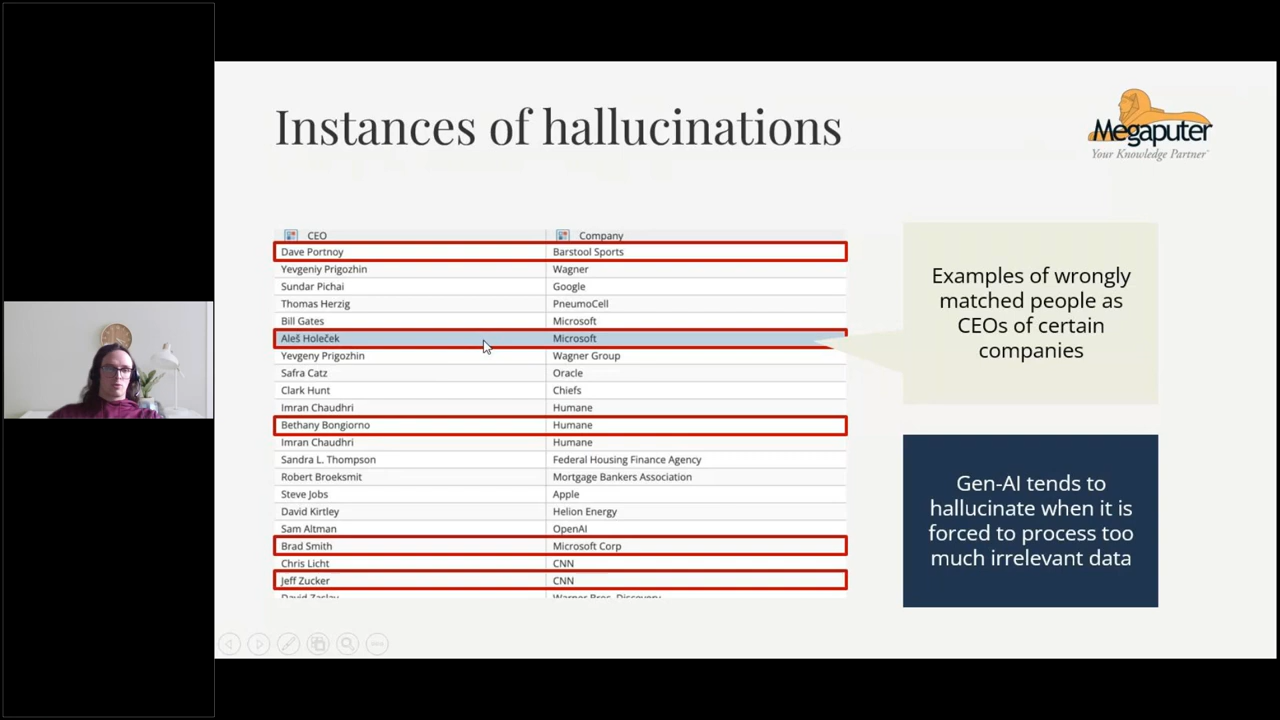 Instances of hallucinations
Megaputer
Your Knowledge Partner
CEO Company
Dave Portnoy Barstool Sports
Yevgeniy Prigozhin Wagner
Sundar Pichai Google
Thomas Herzig PneumoCell
Bill Gates Microsoft
Aleš Holeček Microsoft
Yevgeny Prigozhin Wagner Group
Safra Catz Oracle
Clark Hunt Chiefs
Imran Chaudhri Humane
Bethany Bongiorno Humane
Imran Chaudhri Humane
Sandra L. Thompson Federal Housing Finance Agency
Robert Broeksmit Mortgage Bankers Association
Steve Jobs Apple
David Kirtley Helion Energy
Sam Altman OpenAI
Brad Smith Microsoft Corp
Chris Licht CNN
Jeff Zucker CNN
David Zaslav Warner Bros. Discovery
Examples of wrongly
matched people as
CEOs of certain
companies
Gen-AI tends to
hallucinate when it is
forced to process too
much irrelevant data